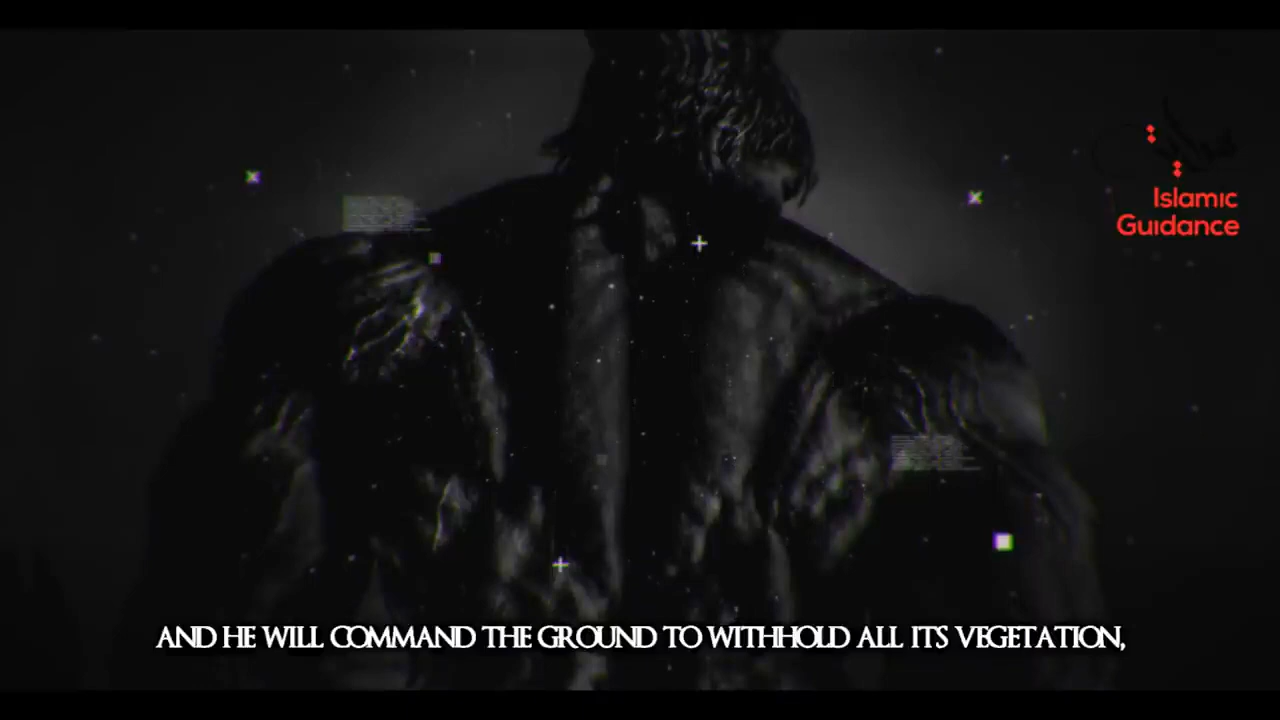 Islamic
Guidance
AND HE WILL COMMAND THE GROUND TO WITHHOLD ALL ITS VEGETATION,